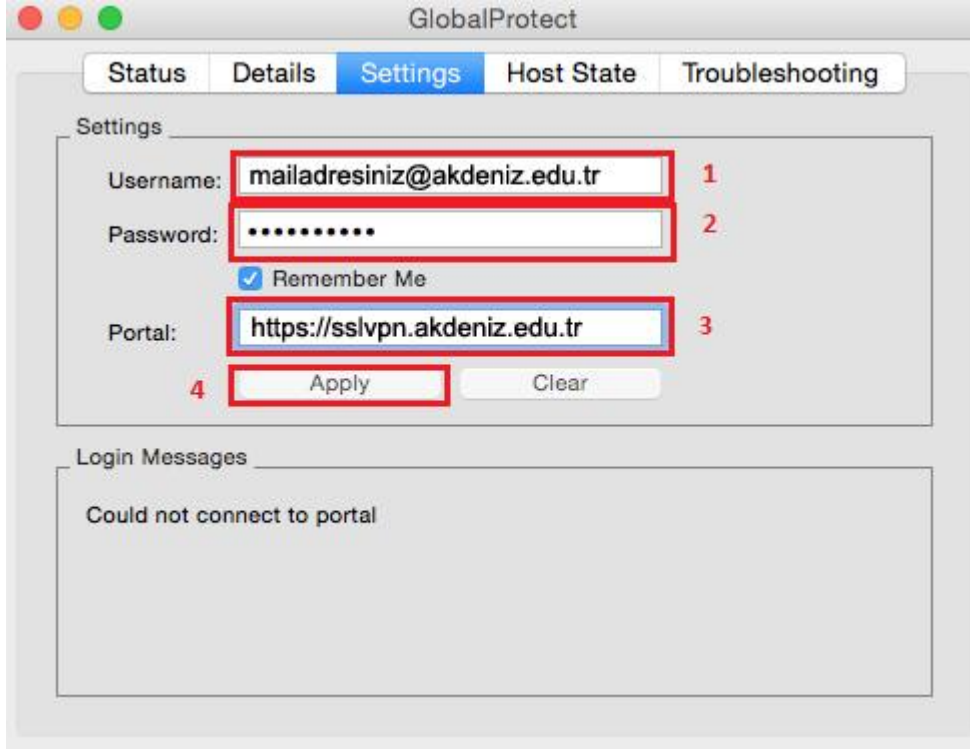 GlobalProtect
Status Details Settings Host State Troubleshooting
Settings
Username: mailadresiniz@akdeniz.edu.tr 1
Password: •••••••••• 2
Remember Me
Portal: https://sslvpn.akdeniz.edu.tr 3
4 Apply Clear
Login Messages
Could not connect to portal